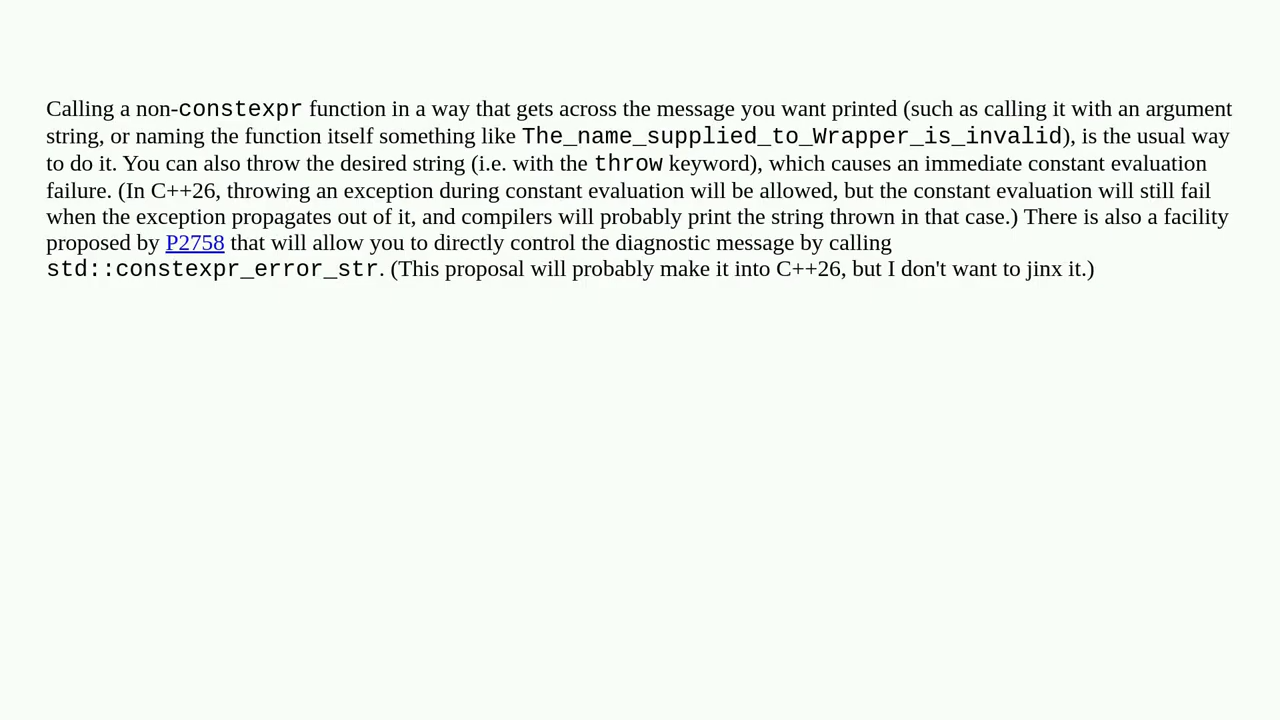 Calling a non-constexpr function in a way that gets across the message you want printed (such as calling it with an argument
string, or naming the function itself something like The_name_supplied_to_Wrapper_is_invalid), is the usual way
to do it. You can also throw the desired string (i.e. with the throw keyword), which causes an immediate constant evaluation
failure. (In C++26, throwing an exception during constant evaluation will be allowed, but the constant evaluation will still fail
when the exception propagates out of it, and compilers will probably print the string thrown in that case.) There is also a facility
proposed by P2758 that will allow you to directly control the diagnostic message by calling
std::constexpr_error_str. (This proposal will probably make it into C++26, but I don't want to jinx it.)